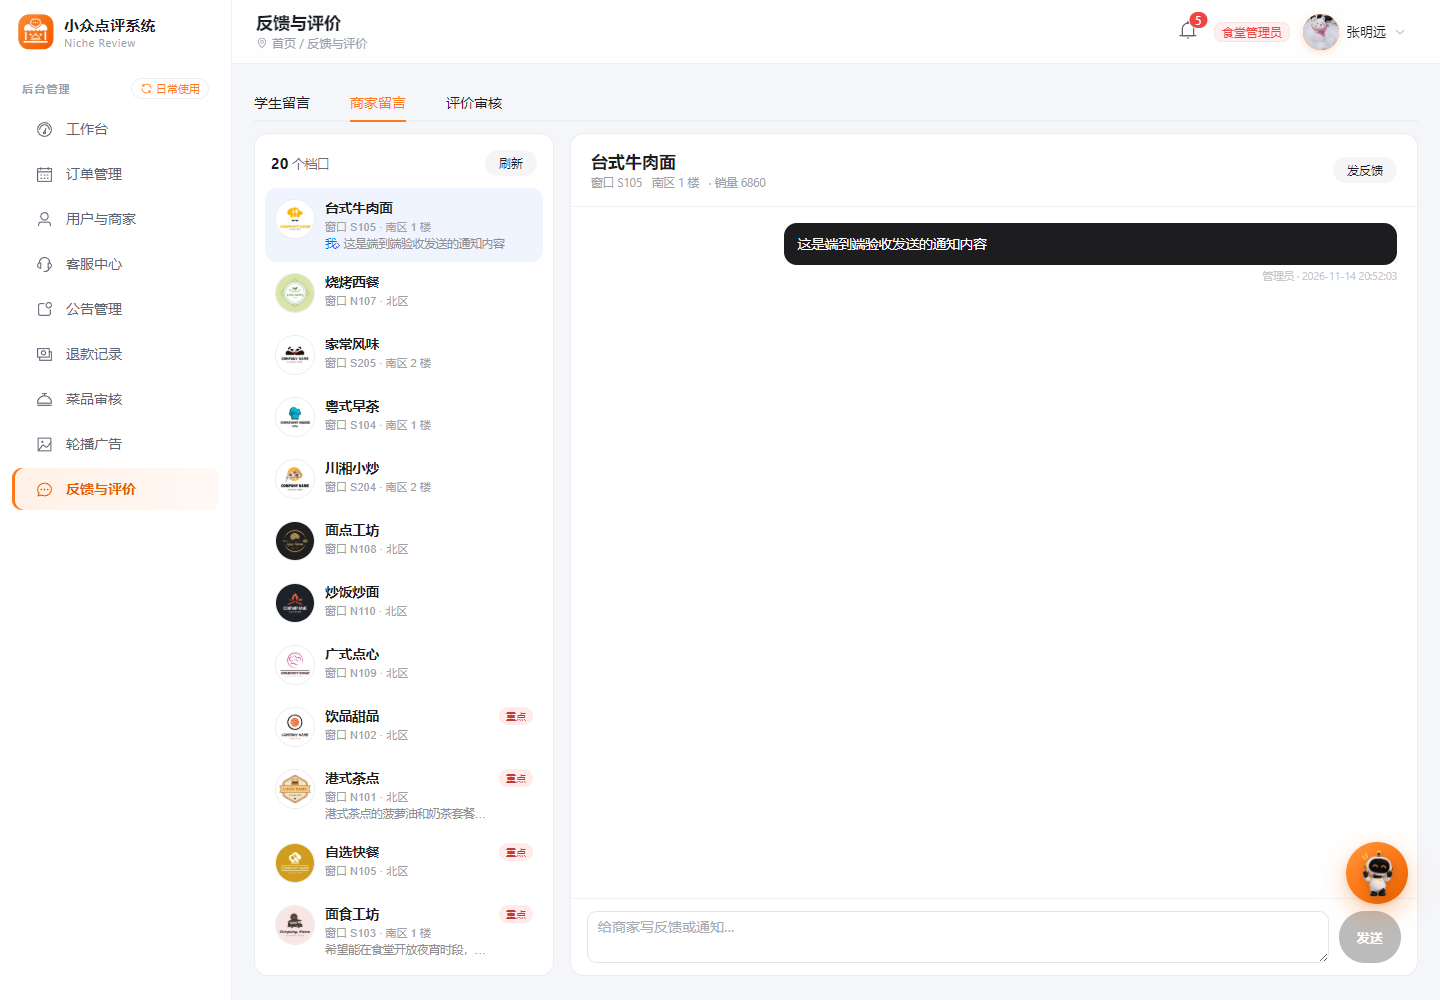 小众点评系统
Niche Review
后台管理
日常使用
工作台
订单管理
用户与商家
客服中心
公告管理
退款记录
菜品审核
轮播广告
反馈与评价
反馈与评价
首页 / 反馈与评价
5
食堂管理员
张明远
学生留言
商家留言
评价审核
20 个档口
刷新
台式牛肉面
窗口 S105 · 南区 1 楼
我: 这是端到端验收发送的通知内容
烧烤西餐
窗口 N107 · 北区
家常风味
窗口 S205 · 南区 2 楼
粤式早茶
窗口 S104 · 南区 1 楼
川湘小炒
窗口 S204 · 南区 2 楼
面点工坊
窗口 N108 · 北区
炒饭炒面
窗口 N110 · 北区
广式点心
窗口 N109 · 北区
饮品甜品
重点
窗口 N102 · 北区
港式茶点
重点
窗口 N101 · 北区
港式茶点的菠萝油和奶茶套餐...
自选快餐
重点
窗口 N105 · 北区
面食工坊
重点
窗口 S103 · 南区 1 楼
希望能在食堂开放夜宵时段，...
台式牛肉面
窗口 S105 南区 1 楼 · 销量 6860
发反馈
这是端到端验收发送的通知内容
管理员 · 2026-11-14 20:52:03
给商家写反馈或通知...
发送